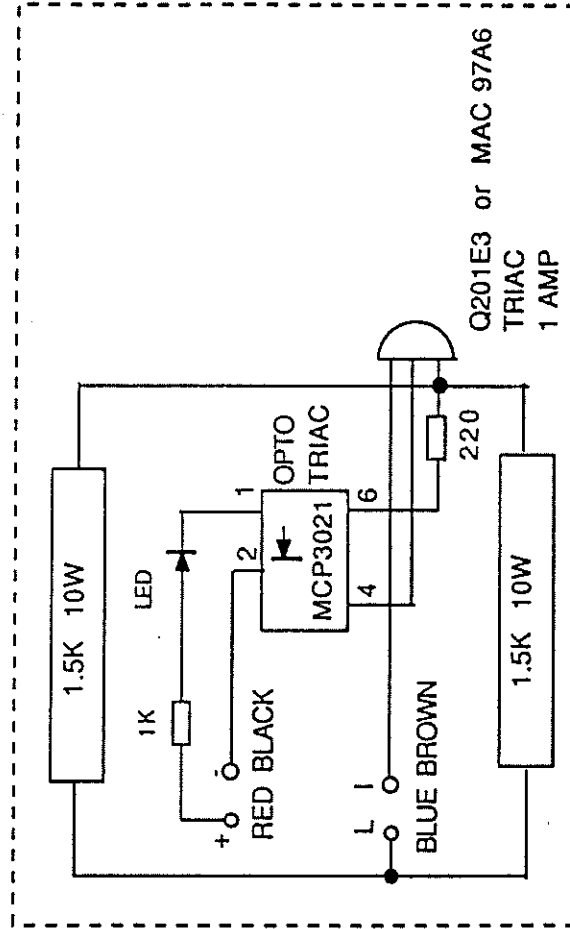 1.5K 10W
LED
1K
+
-
RED BLACK
1
2
OPTO
TRIAC
MCP3021
6
4
220
L
I
BLUE BROWN
1.5K 10W
Q201E3 or MAC 97A6
TRIAC
1 AMP